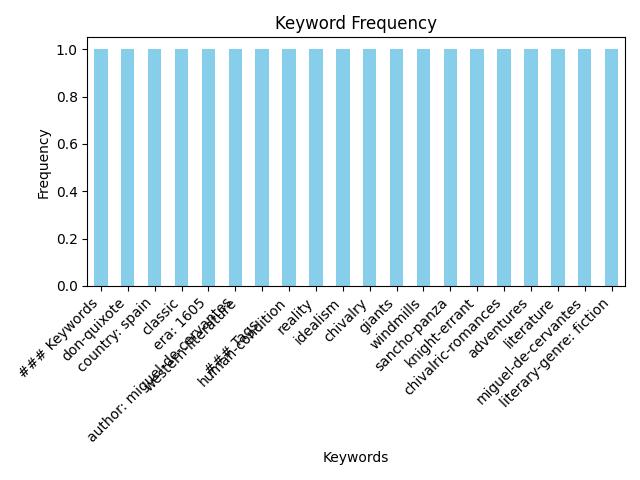 Keyword Frequency
Frequency
1.0
0.8
0.6
0.4
0.2
0.0
### Keywords
don-quixote
country: spain
classic
era: 1605
western-literature
author: miguel-de-cervantes
### Tags
human-condition
reality
idealism
chivalry
giants
windmills
sancho-panza
knight-errant
chivalric-romances
adventures
literature
miguel-de-cervantes
literary-genre: fiction
Keywords